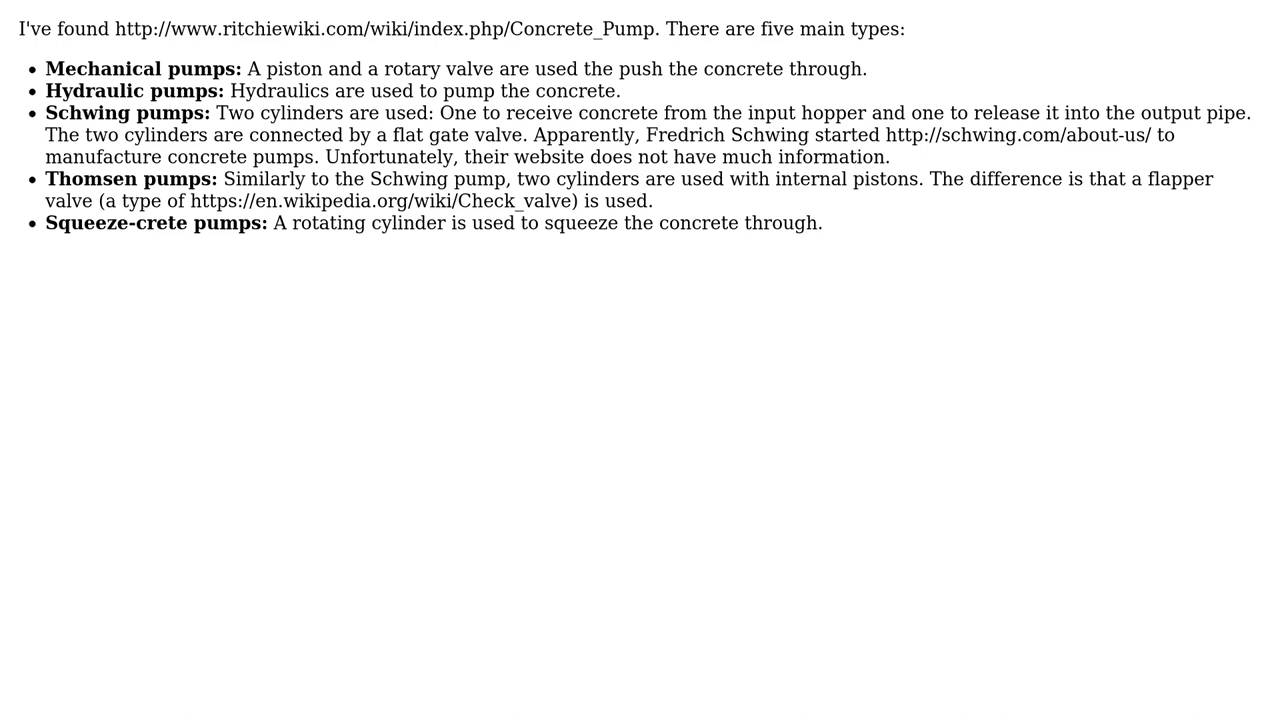 I've found http://www.ritchiewiki.com/wiki/index.php/Concrete_Pump. There are five main types:
• Mechanical pumps: A piston and a rotary valve are used the push the concrete through.
• Hydraulic pumps: Hydraulics are used to pump the concrete.
• Schwing pumps: Two cylinders are used: One to receive concrete from the input hopper and one to release it into the output pipe.
The two cylinders are connected by a flat gate valve. Apparently, Fredrich Schwing started http://schwing.com/about-us/ to
manufacture concrete pumps. Unfortunately, their website does not have much information.
• Thomsen pumps: Similarly to the Schwing pump, two cylinders are used with internal pistons. The difference is that a flapper
valve (a type of https://en.wikipedia.org/wiki/Check_valve) is used.
• Squeeze-crete pumps: A rotating cylinder is used to squeeze the concrete through.